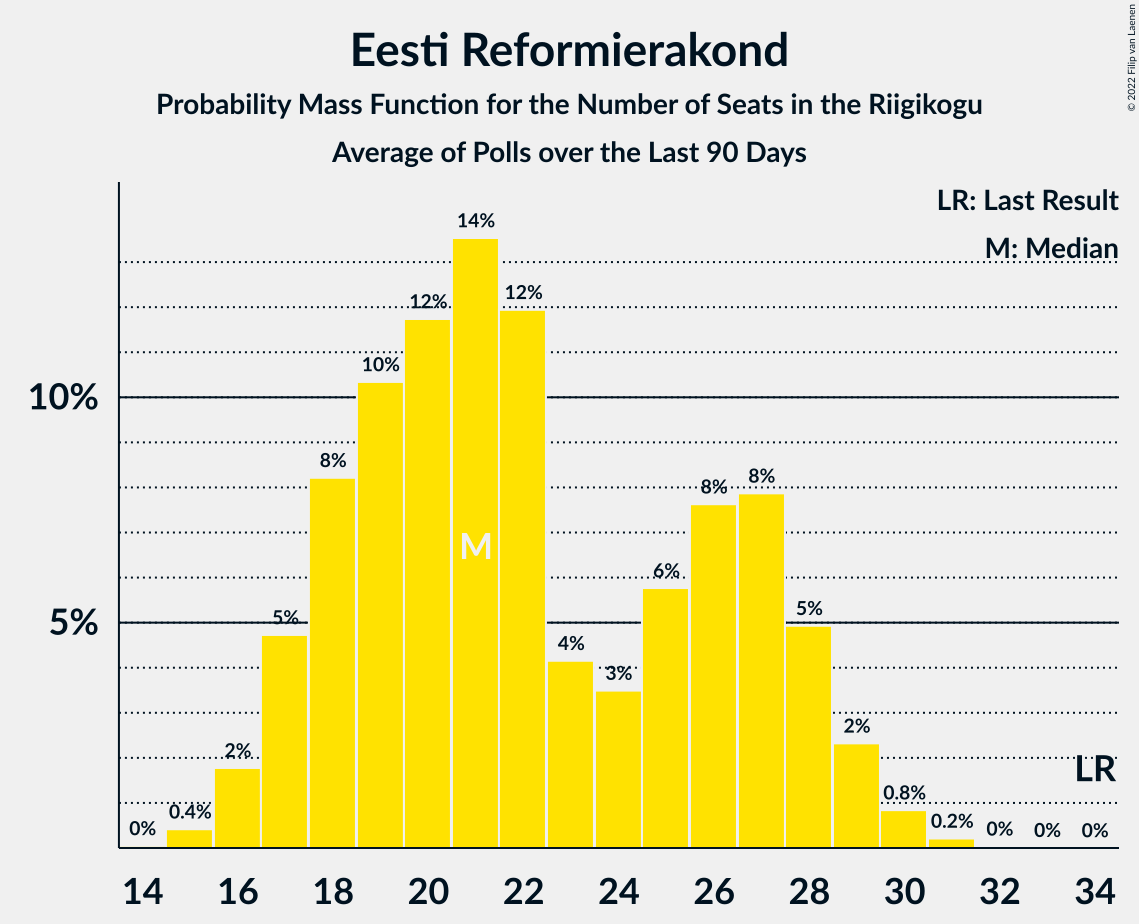 Eesti Reformierakond
Probability Mass Function for the Number of Seats in the Riigikogu
Average of Polls over the Last 90 Days
© 2022 Filip van Laenen
LR: Last Result
M: Median
10%
5%
0%
0.4%
2%
5%
8%
10%
12%
14%
12%
4%
3%
6%
8%
8%
5%
2%
0.8%
0.2%
0%
0%
0%
M
LR
14 16 18 20 22 24 26 28 30 32 34